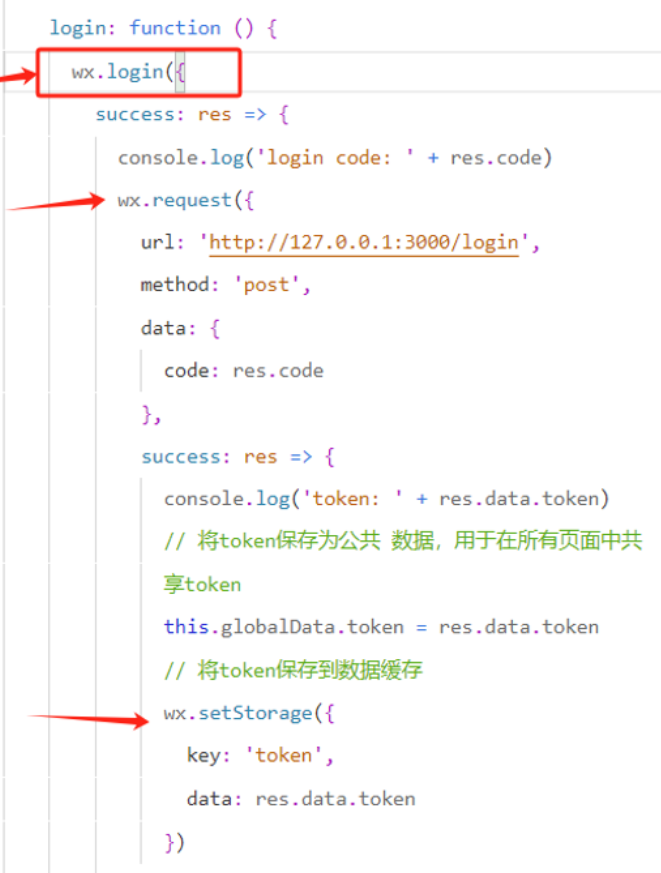 login: function () {
wx.login({
success: res => {
console.log('login code: ' + res.code)
wx.request({
url: 'http://127.0.0.1:3000/login',
method: 'post',
data: {
code: res.code
},
success: res => {
console.log('token: ' + res.data.token)
// 将token保存为公共 数据，用于在所有页面中共
享token
this.globalData.token = res.data.token
// 将token保存到数据缓存
wx.setStorage({
key: 'token',
data: res.data.token
})